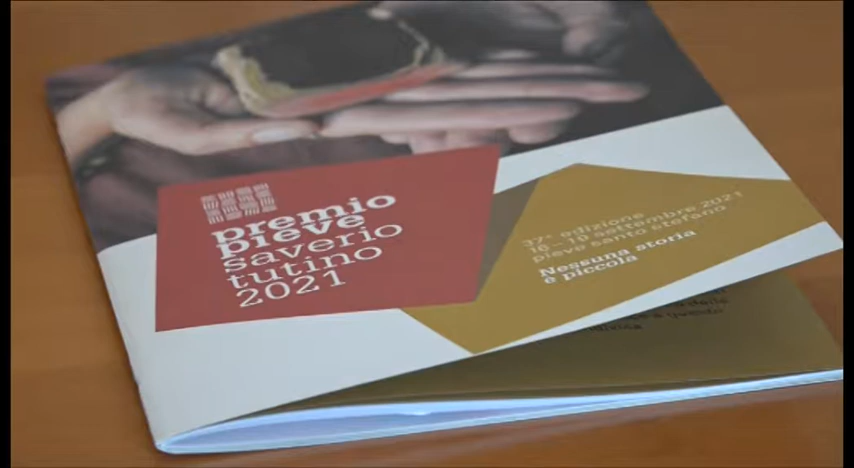 premio
pieve
saverio
tutino
2021
37ª edizione
16-19 settembre 2021
pieve santo stefano
Nessuna storia
è piccola